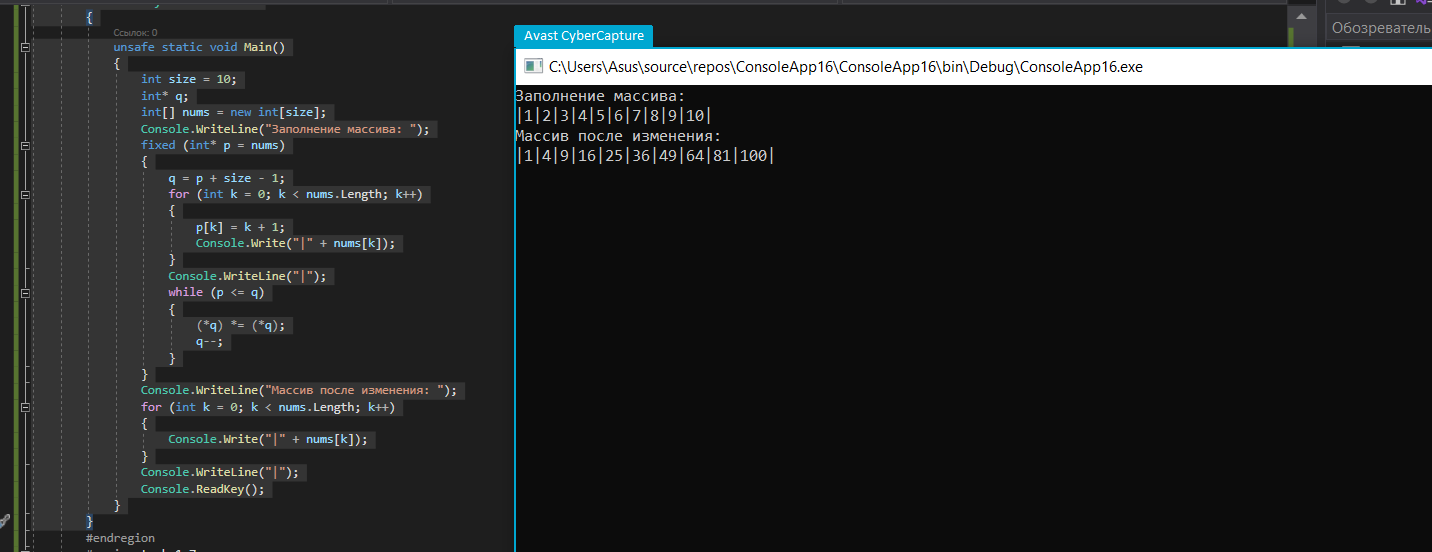 {
Ссылок: 0
unsafe static void Main()
{
int size = 10;
int* q;
int[] nums = new int[size];
Console.WriteLine("Заполнение массива: ");
fixed (int* p = nums)
{
q = p + size - 1;
for (int k = 0; k < nums.Length; k++)
{
p[k] = k + 1;
Console.Write("|" + nums[k]);
}
Console.WriteLine("|");
while (p <= q)
{
(*q) *= (*q);
q--;
}
}
Console.WriteLine("Массив после изменения: ");
for (int k = 0; k < nums.Length; k++)
{
Console.Write("|" + nums[k]);
}
Console.WriteLine("|");
Console.ReadKey();
}
}
#endregion
Avast CyberCapture
C:\Users\Asus\source\repos\ConsoleApp16\ConsoleApp16\bin\Debug\ConsoleApp16.exe
Заполнение массива:
|1|2|3|4|5|6|7|8|9|10|
Массив после изменения:
|1|4|9|16|25|36|49|64|81|100|
Обозреватель